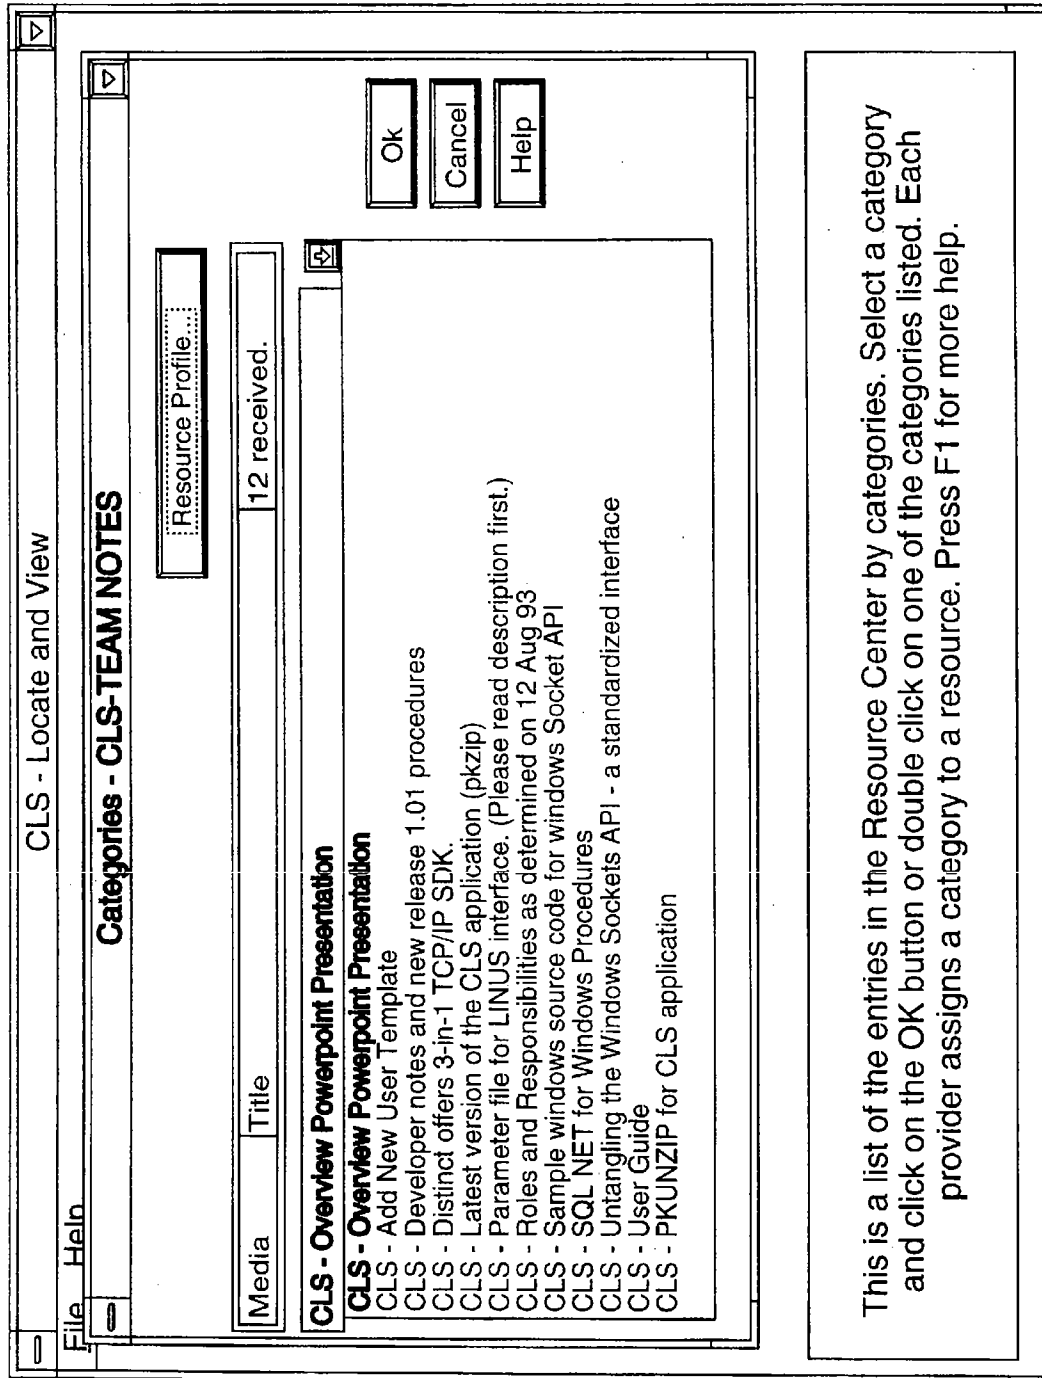 CLS - Locate and View
File Help
Categories - CLS-TEAM NOTES
Resource Profile...
Media Title 12 received.
CLS - Overview Powerpoint Presentation
CLS - Overview Powerpoint Presentation
CLS - Add New User Template
CLS - Developer notes and new release 1.01 procedures
CLS - Distinct offers 3-in-1 TCP/IP SDK.
CLS - Latest version of the CLS application (pkzip)
CLS - Parameter file for LINUS interface. (Please read description first.)
CLS - Roles and Responsibilities as determined on 12 Aug 93
CLS - Sample windows source code for windows Socket API
CLS - SQL NET for Windows Procedures
CLS - Untangling the Windows Sockets API - a standardized interface
CLS - User Guide
CLS - PKUNZIP for CLS application
Ok
Cancel
Help
This is a list of the entries in the Resource Center by categories. Select a category
and click on the OK button or double click on one of the categories listed. Each
provider assigns a category to a resource. Press F1 for more help.